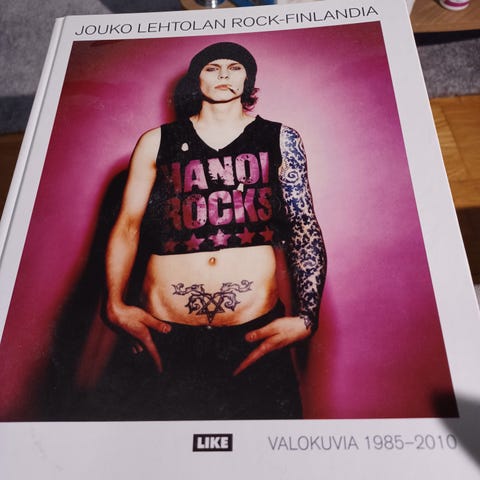 JOUKO LEHTOLAN ROCK-FINLANDIA
HANOI
ROCKS
LIKE
VALOKUVIA 1985–2010